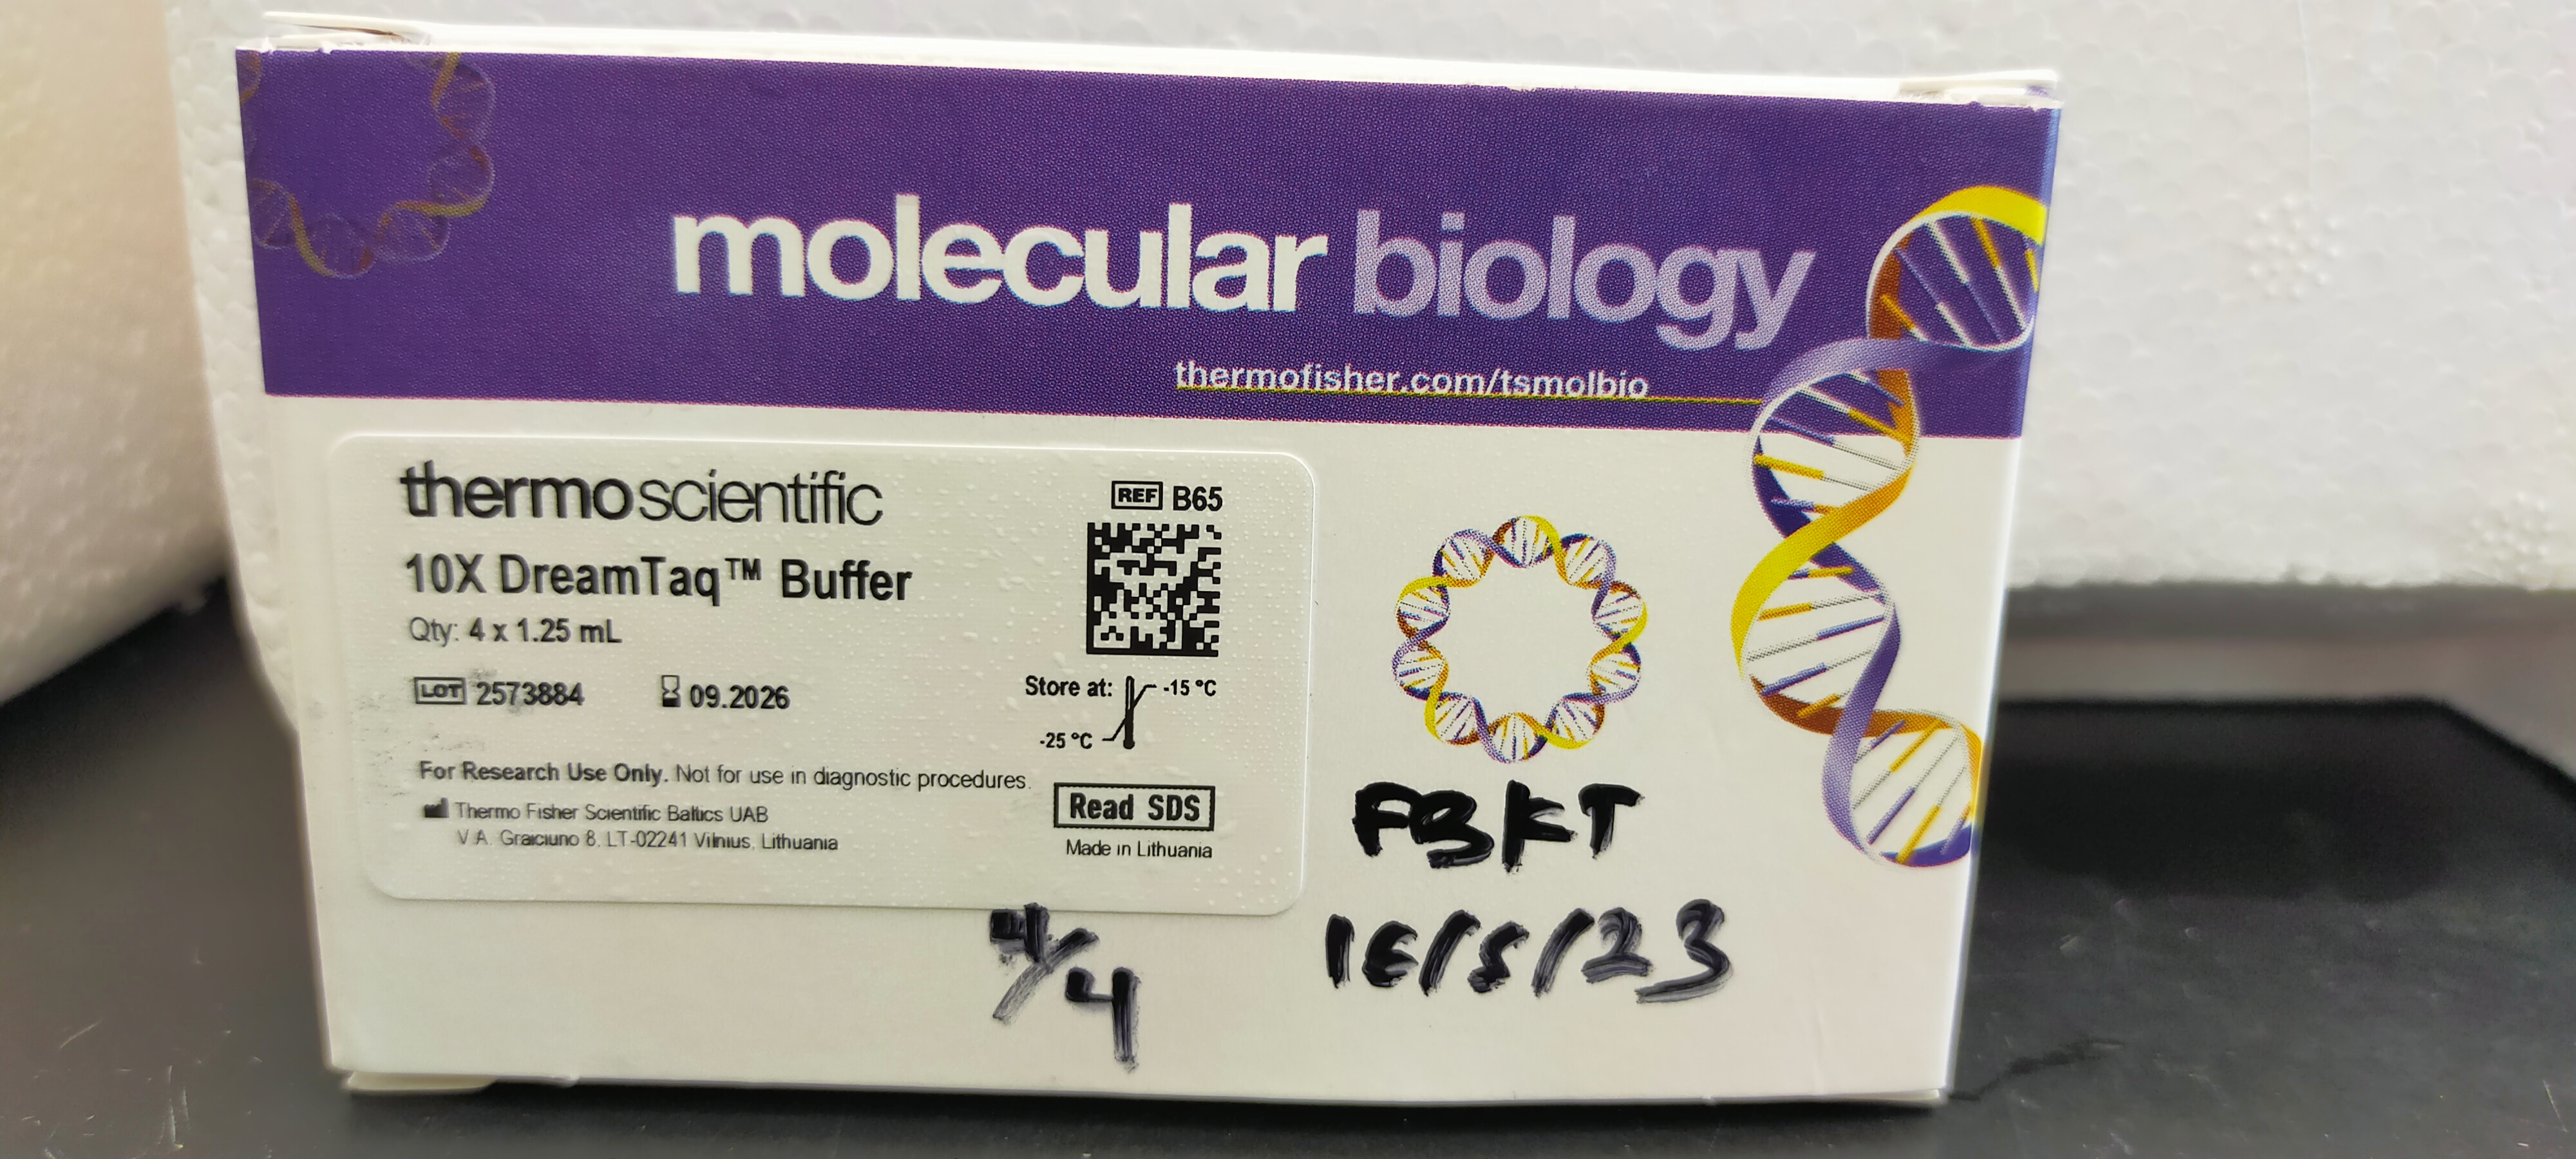 molecular biology
thermofisher.com/tsmolbio
thermo scientific
REF B65
10X DreamTaq™ Buffer
Qty: 4 x 1.25 mL
LOT 2573884 09.2026
Store at: -15 °C
-25 °C
For Research Use Only. Not for use in diagnostic procedures.
Thermo Fisher Scientific Baltics UAB
V.A. Graiciuno 8, LT-02241 Vilnius, Lithuania
Read SDS
Made in Lithuania
FBKT
16/5/23
4/4